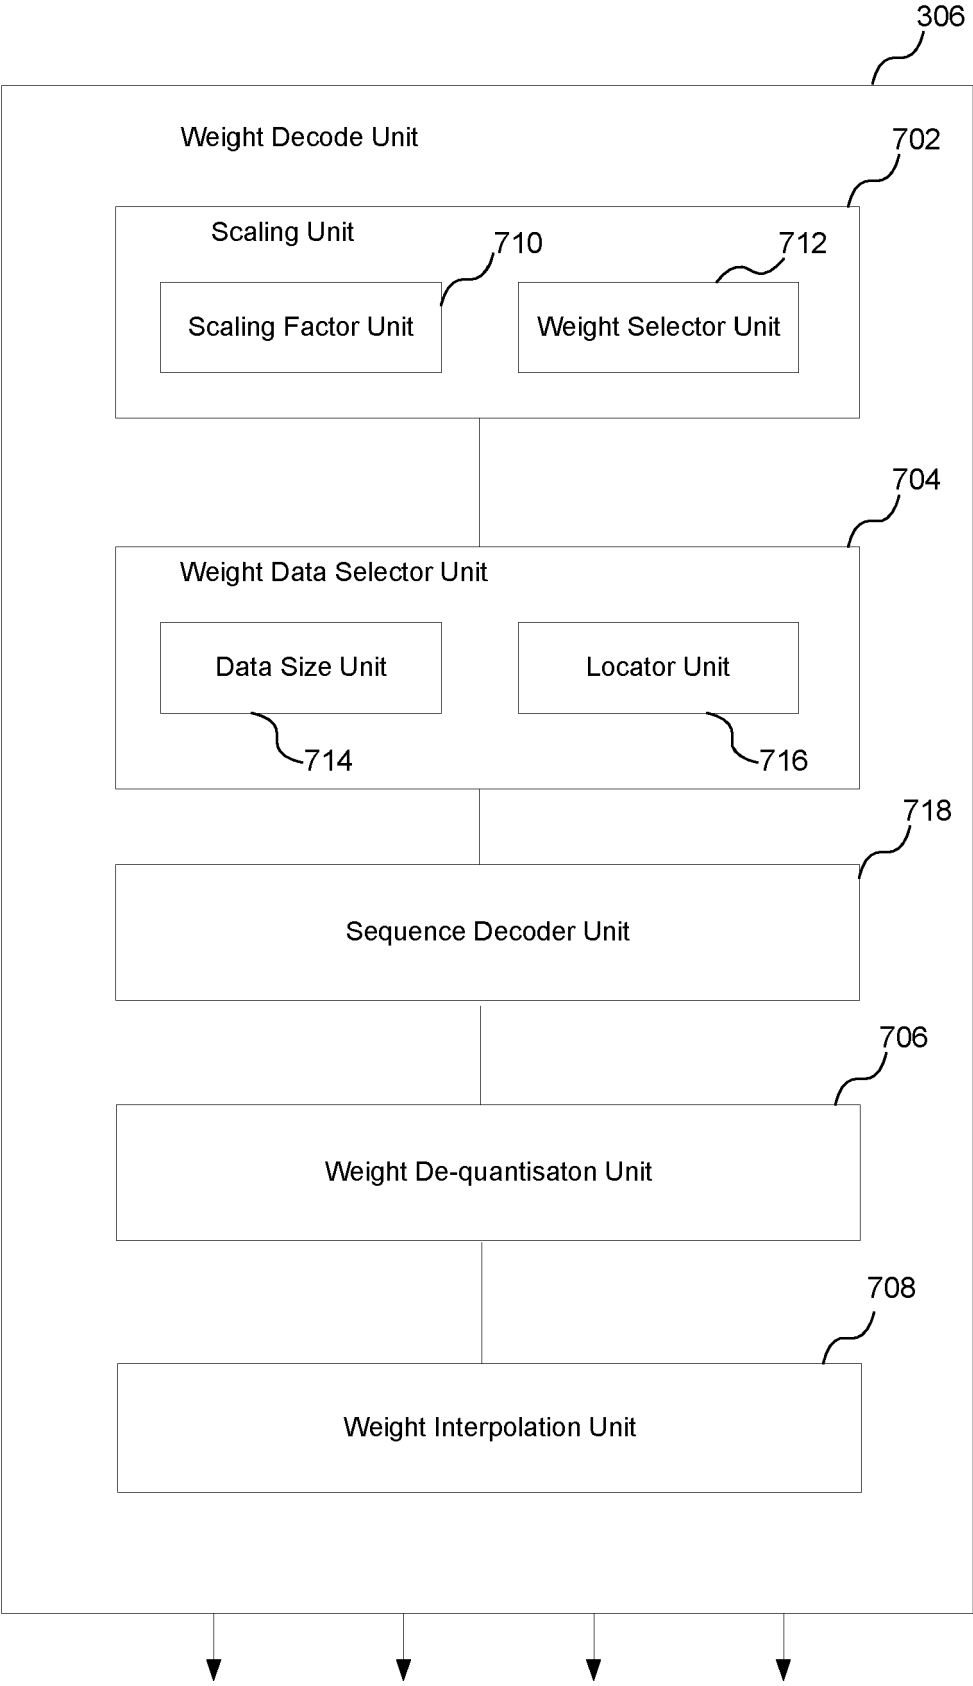 306
Weight Decode Unit
702
Scaling Unit
710
712
Scaling Factor Unit
Weight Selector Unit
704
Weight Data Selector Unit
Data Size Unit
Locator Unit
714
716
718
Sequence Decoder Unit
706
Weight De-quantisaton Unit
708
Weight Interpolation Unit